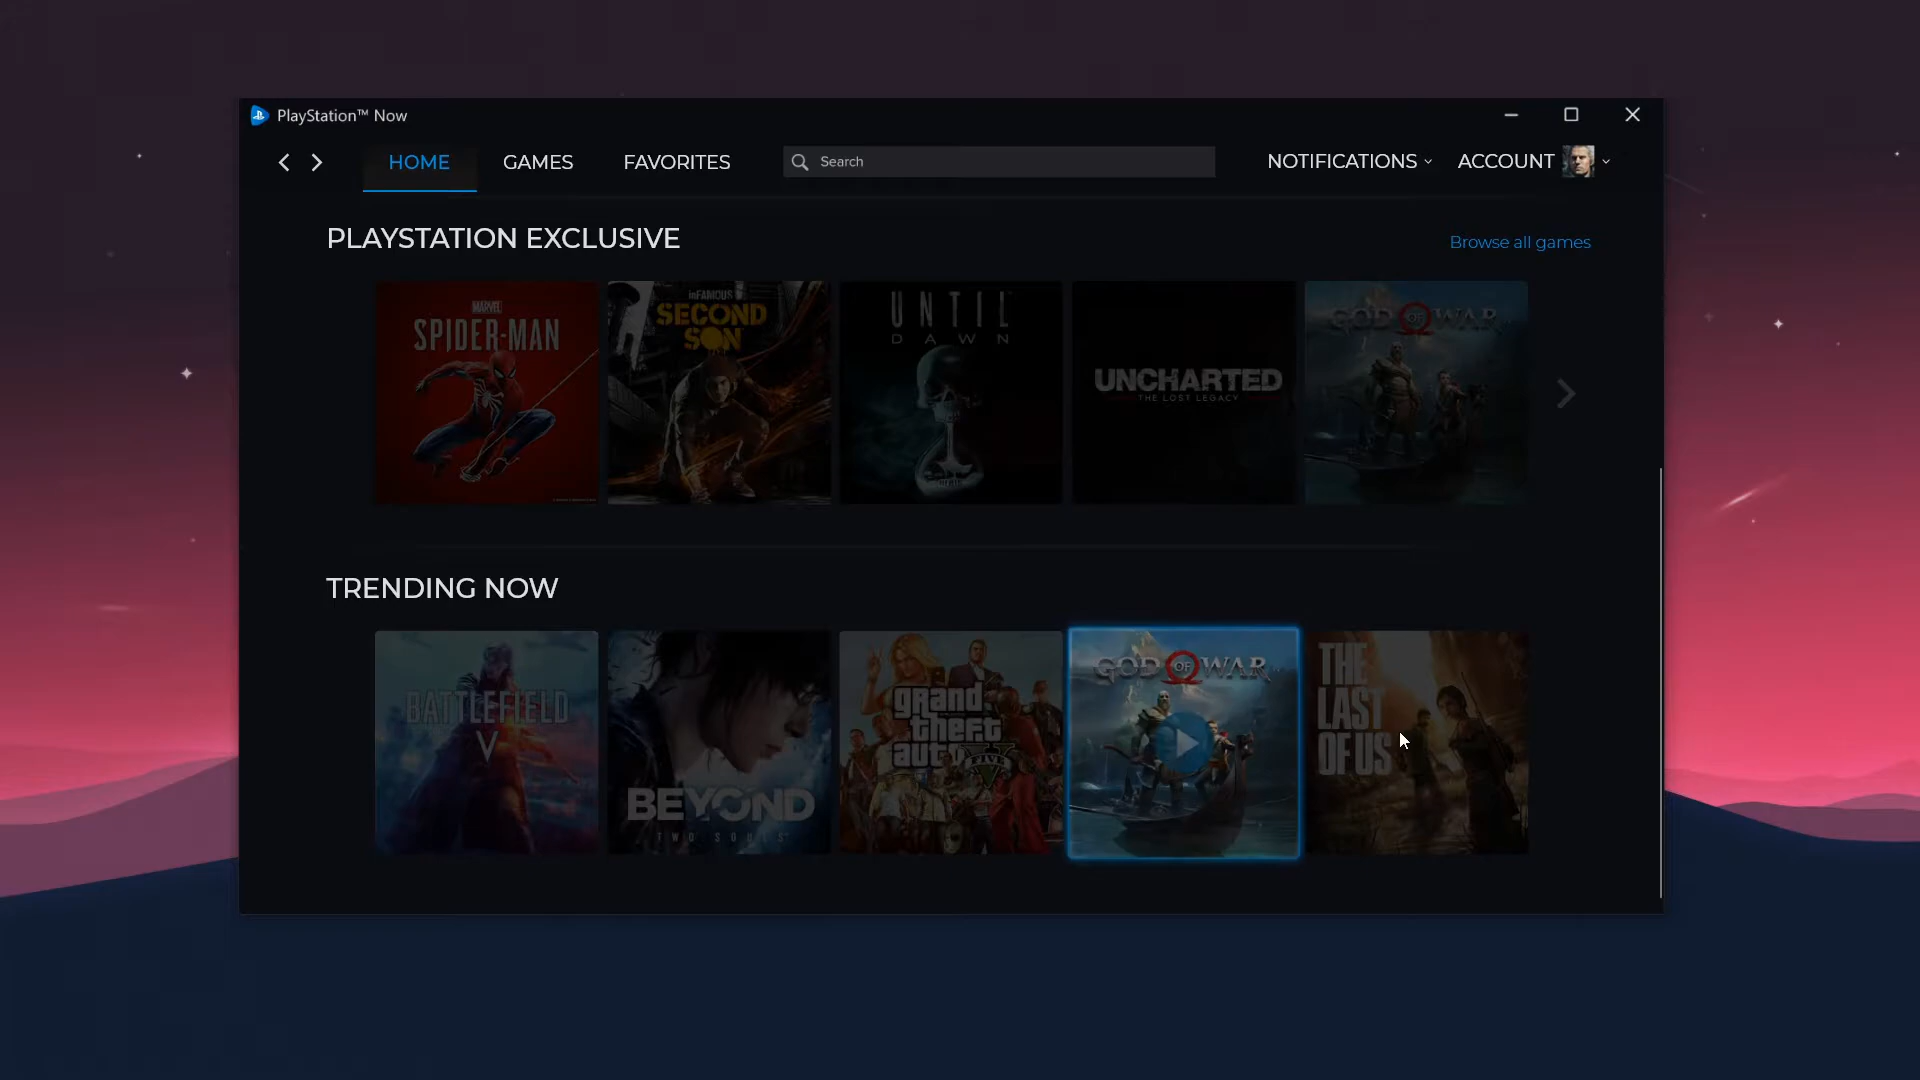 PlayStation™ Now
HOME
GAMES
FAVORITES
Search
NOTIFICATIONS
ACCOUNT
PLAYSTATION EXCLUSIVE
Browse all games
MARVEL
SPIDER-MAN
inFAMOUS
SECOND
SON
UNTIL
DAWN
UNCHARTED
THE LOST LEGACY
GOD OF WAR
TRENDING NOW
BATTLEFIELD
V
BEYOND
TWO SOULS
grand
theft
auto
FIVE
GOD OF WAR
THE
LAST
OF US